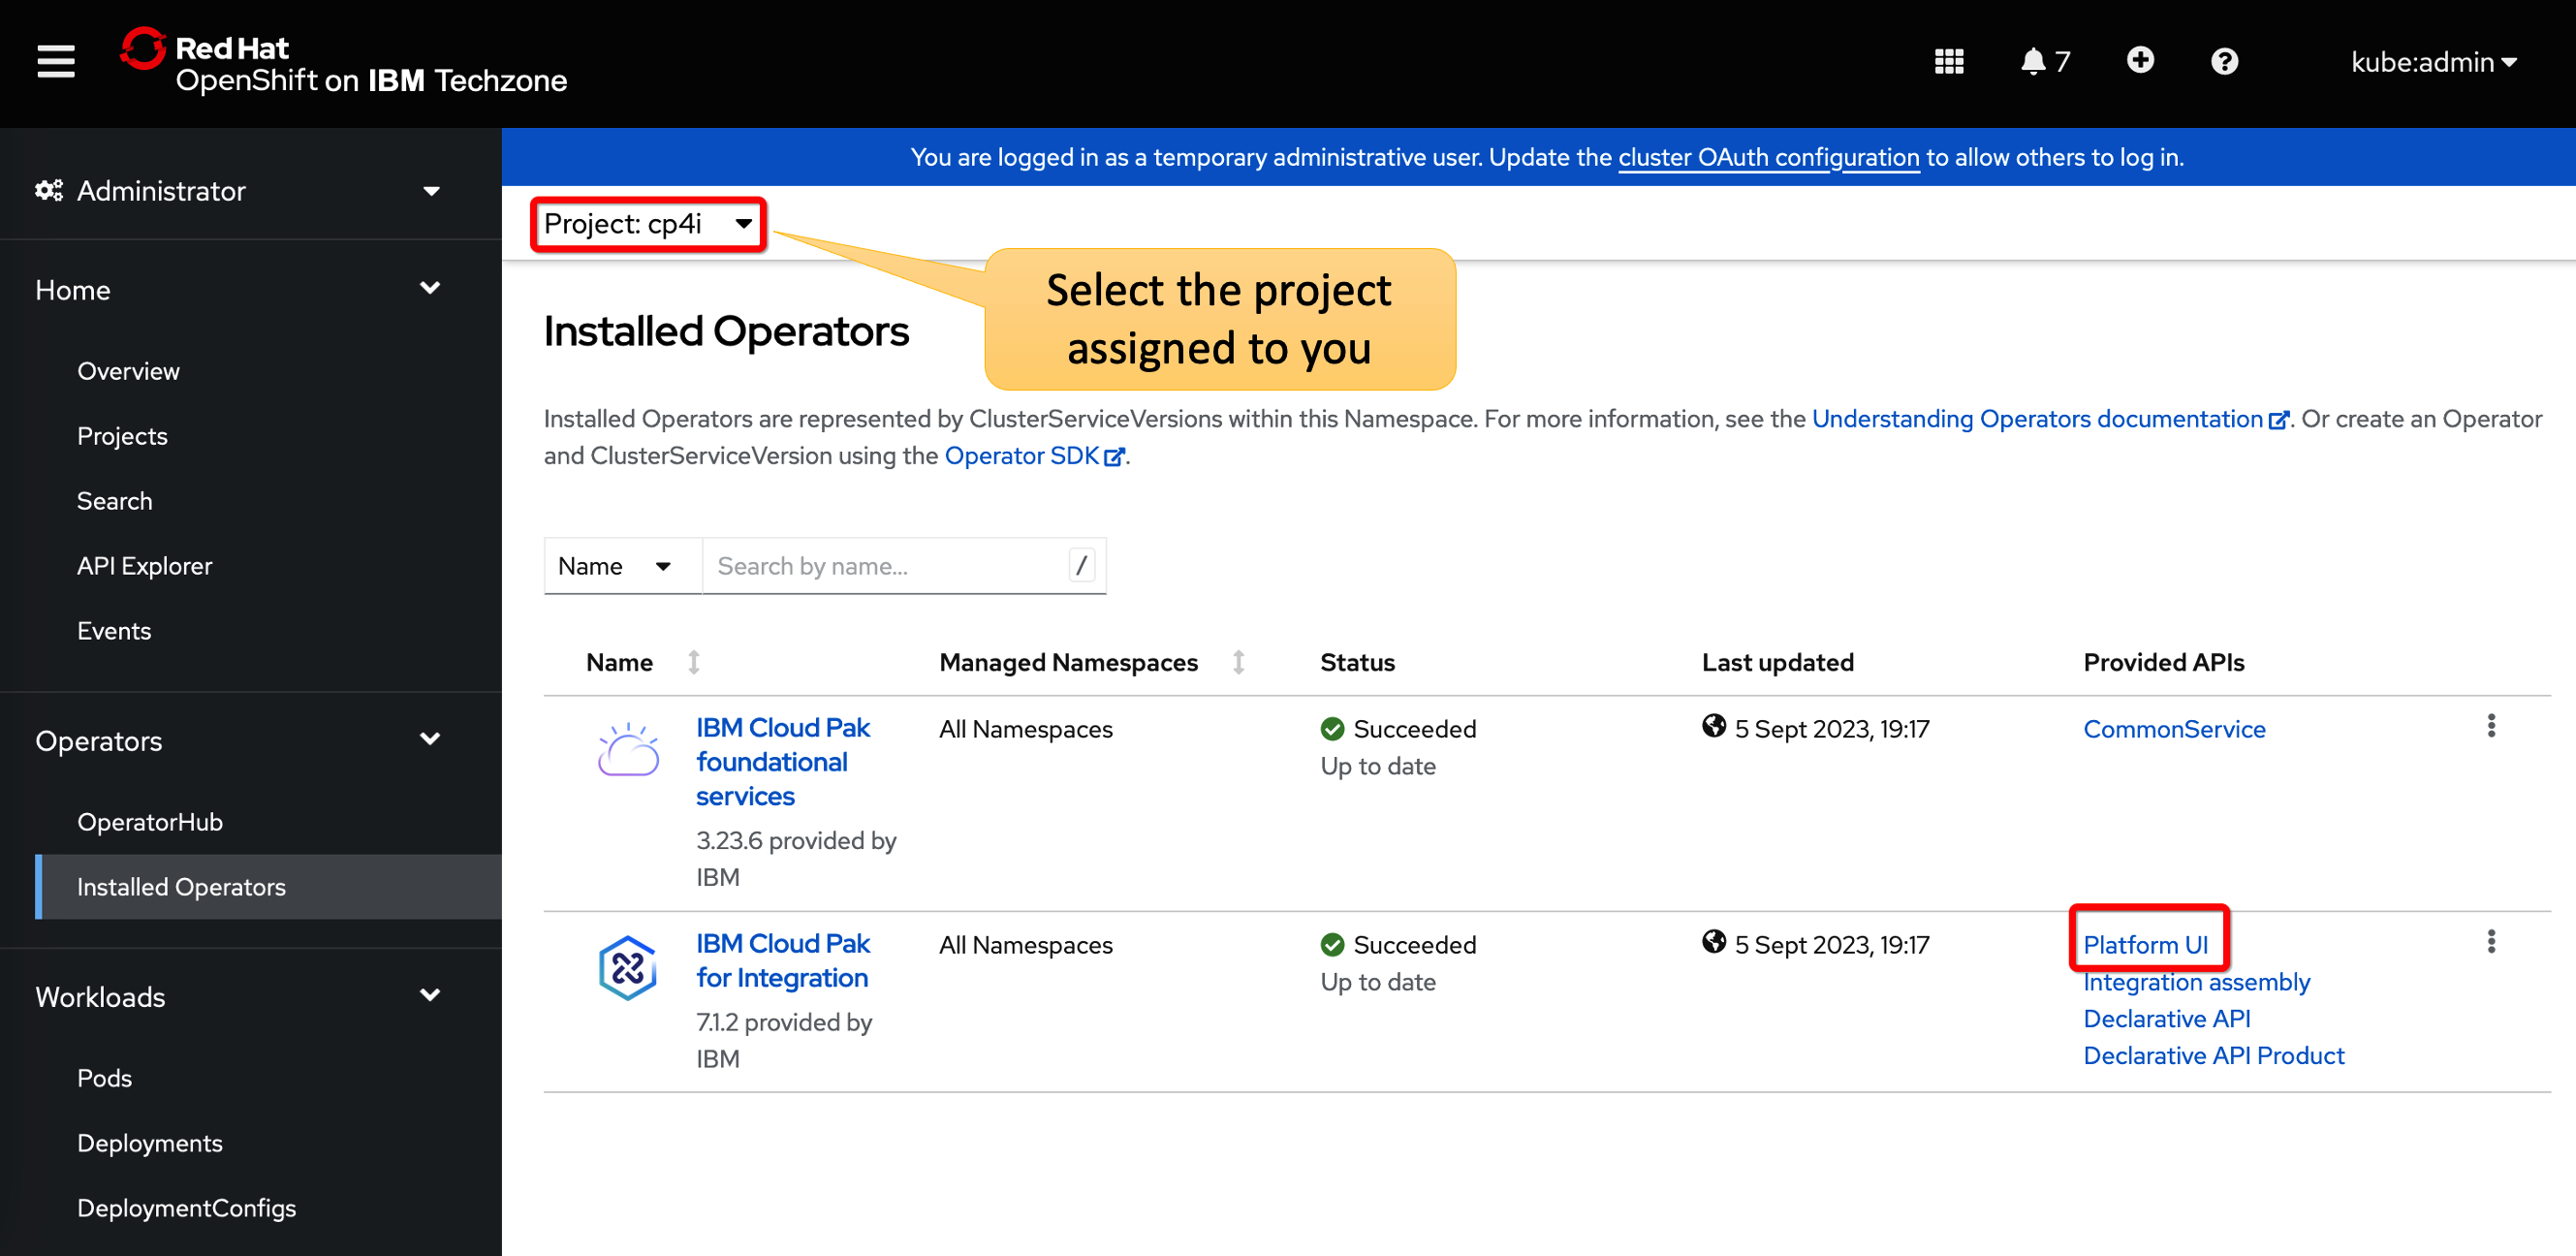 Red Hat
OpenShift on IBM Techzone
7
kube:admin
Administrator
Home
Overview
Projects
Search
API Explorer
Events
Operators
OperatorHub
Installed Operators
Workloads
Pods
Deployments
DeploymentConfigs
You are logged in as a temporary administrative user. Update the cluster OAuth configuration to allow others to log in.
Project: cp4i
Select the project
assigned to you
Installed Operators
Installed Operators are represented by ClusterServiceVersions within this Namespace. For more information, see the Understanding Operators documentation. Or create an Operator
and ClusterServiceVersion using the Operator SDK.
Name Search by name... /
Name Managed Namespaces Status Last updated Provided APIs
IBM Cloud Pak
foundational
services
3.23.6 provided by
IBM
All Namespaces
Succeeded
Up to date
5 Sept 2023, 19:17
CommonService
IBM Cloud Pak
for Integration
7.1.2 provided by
IBM
All Namespaces
Succeeded
Up to date
5 Sept 2023, 19:17
Platform UI
Integration assembly
Declarative API
Declarative API Product